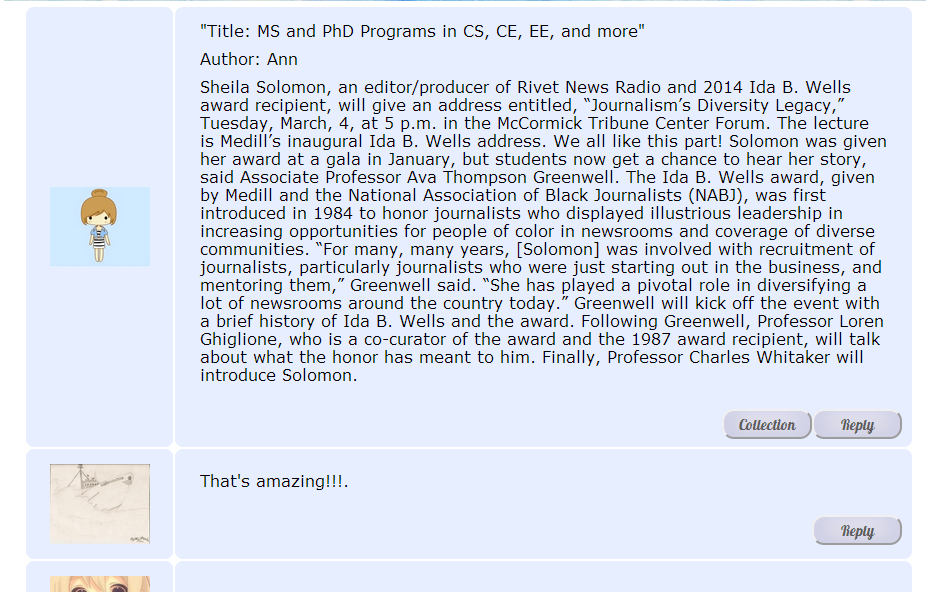 "Title: MS and PhD Programs in CS, CE, EE, and more"
Author: Ann
Sheila Solomon, an editor/producer of Rivet News Radio and 2014 Ida B. Wells
award recipient, will give an address entitled, “Journalism’s Diversity Legacy,”
Tuesday, March, 4, at 5 p.m. in the McCormick Tribune Center Forum. The lecture
is Medill’s inaugural Ida B. Wells address. We all like this part! Solomon was given
her award at a gala in January, but students now get a chance to hear her story,
said Associate Professor Ava Thompson Greenwell. The Ida B. Wells award, given
by Medill and the National Association of Black Journalists (NABJ), was first
introduced in 1984 to honor journalists who displayed illustrious leadership in
increasing opportunities for people of color in newsrooms and coverage of diverse
communities. “For many, many years, [Solomon] was involved with recruitment of
journalists, particularly journalists who were just starting out in the business, and
mentoring them,” Greenwell said. “She has played a pivotal role in diversifying a
lot of newsrooms around the country today.” Greenwell will kick off the event with
a brief history of Ida B. Wells and the award. Following Greenwell, Professor Loren
Ghiglione, who is a co-curator of the award and the 1987 award recipient, will talk
about what the honor has meant to him. Finally, Professor Charles Whitaker will
introduce Solomon.
Collection Reply
That's amazing!!!.
Reply